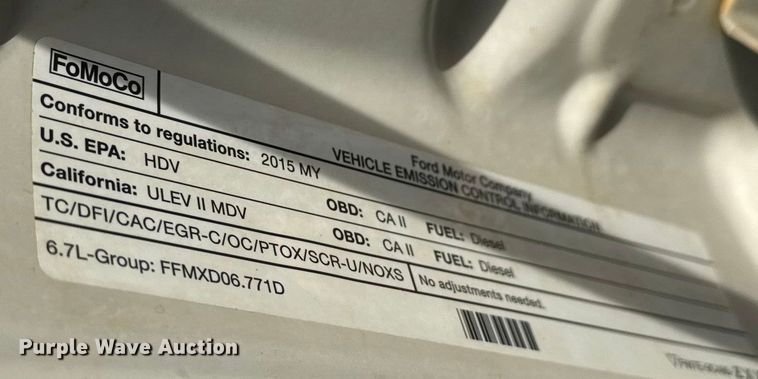 FoMoCo
Ford Motor Company
VEHICLE EMISSION CONTROL INFORMATION
Conforms to regulations: 2015 MY
U.S. EPA: HDV OBD: CA II FUEL: Diesel
California: ULEV II MDV OBD: CA II FUEL: Diesel
TC/DFI/CAC/EGR-C/OC/PTOX/SCR-U/NOXS No adjustments needed.
6.7L-Group: FFMXD06.771D
Purple Wave Auction